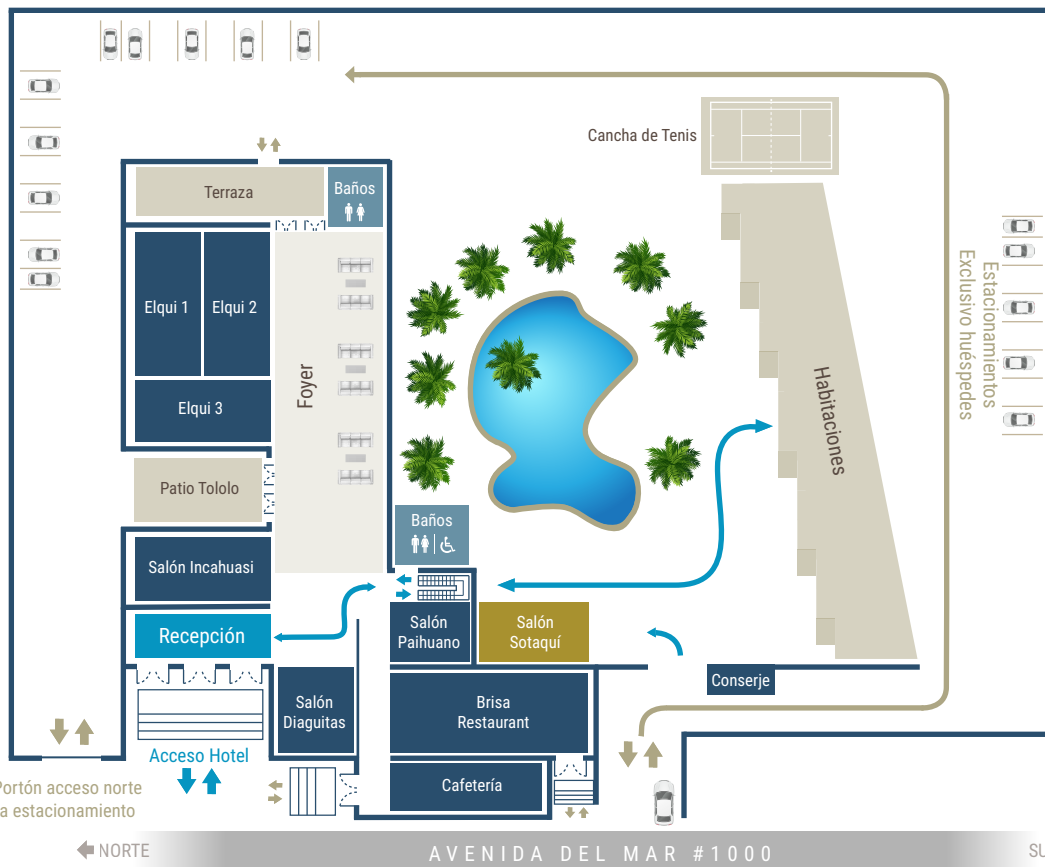 Cancha de Tenis
Terraza
Baños
Elqui 1
Elqui 2
Foyer
Elqui 3
Estacionamientos
Exclusivo huéspedes
Habitaciones
Patio Tololo
Baños
Salón Incahuasi
Recepción
Salón
Paihuano
Salón
Sotaquí
Conserje
Salón
Diaguitas
Brisa
Restaurant
Acceso Hotel
Cafetería
Portón acceso norte
a estacionamiento
NORTE
AVENIDA DEL MAR #1000
SU